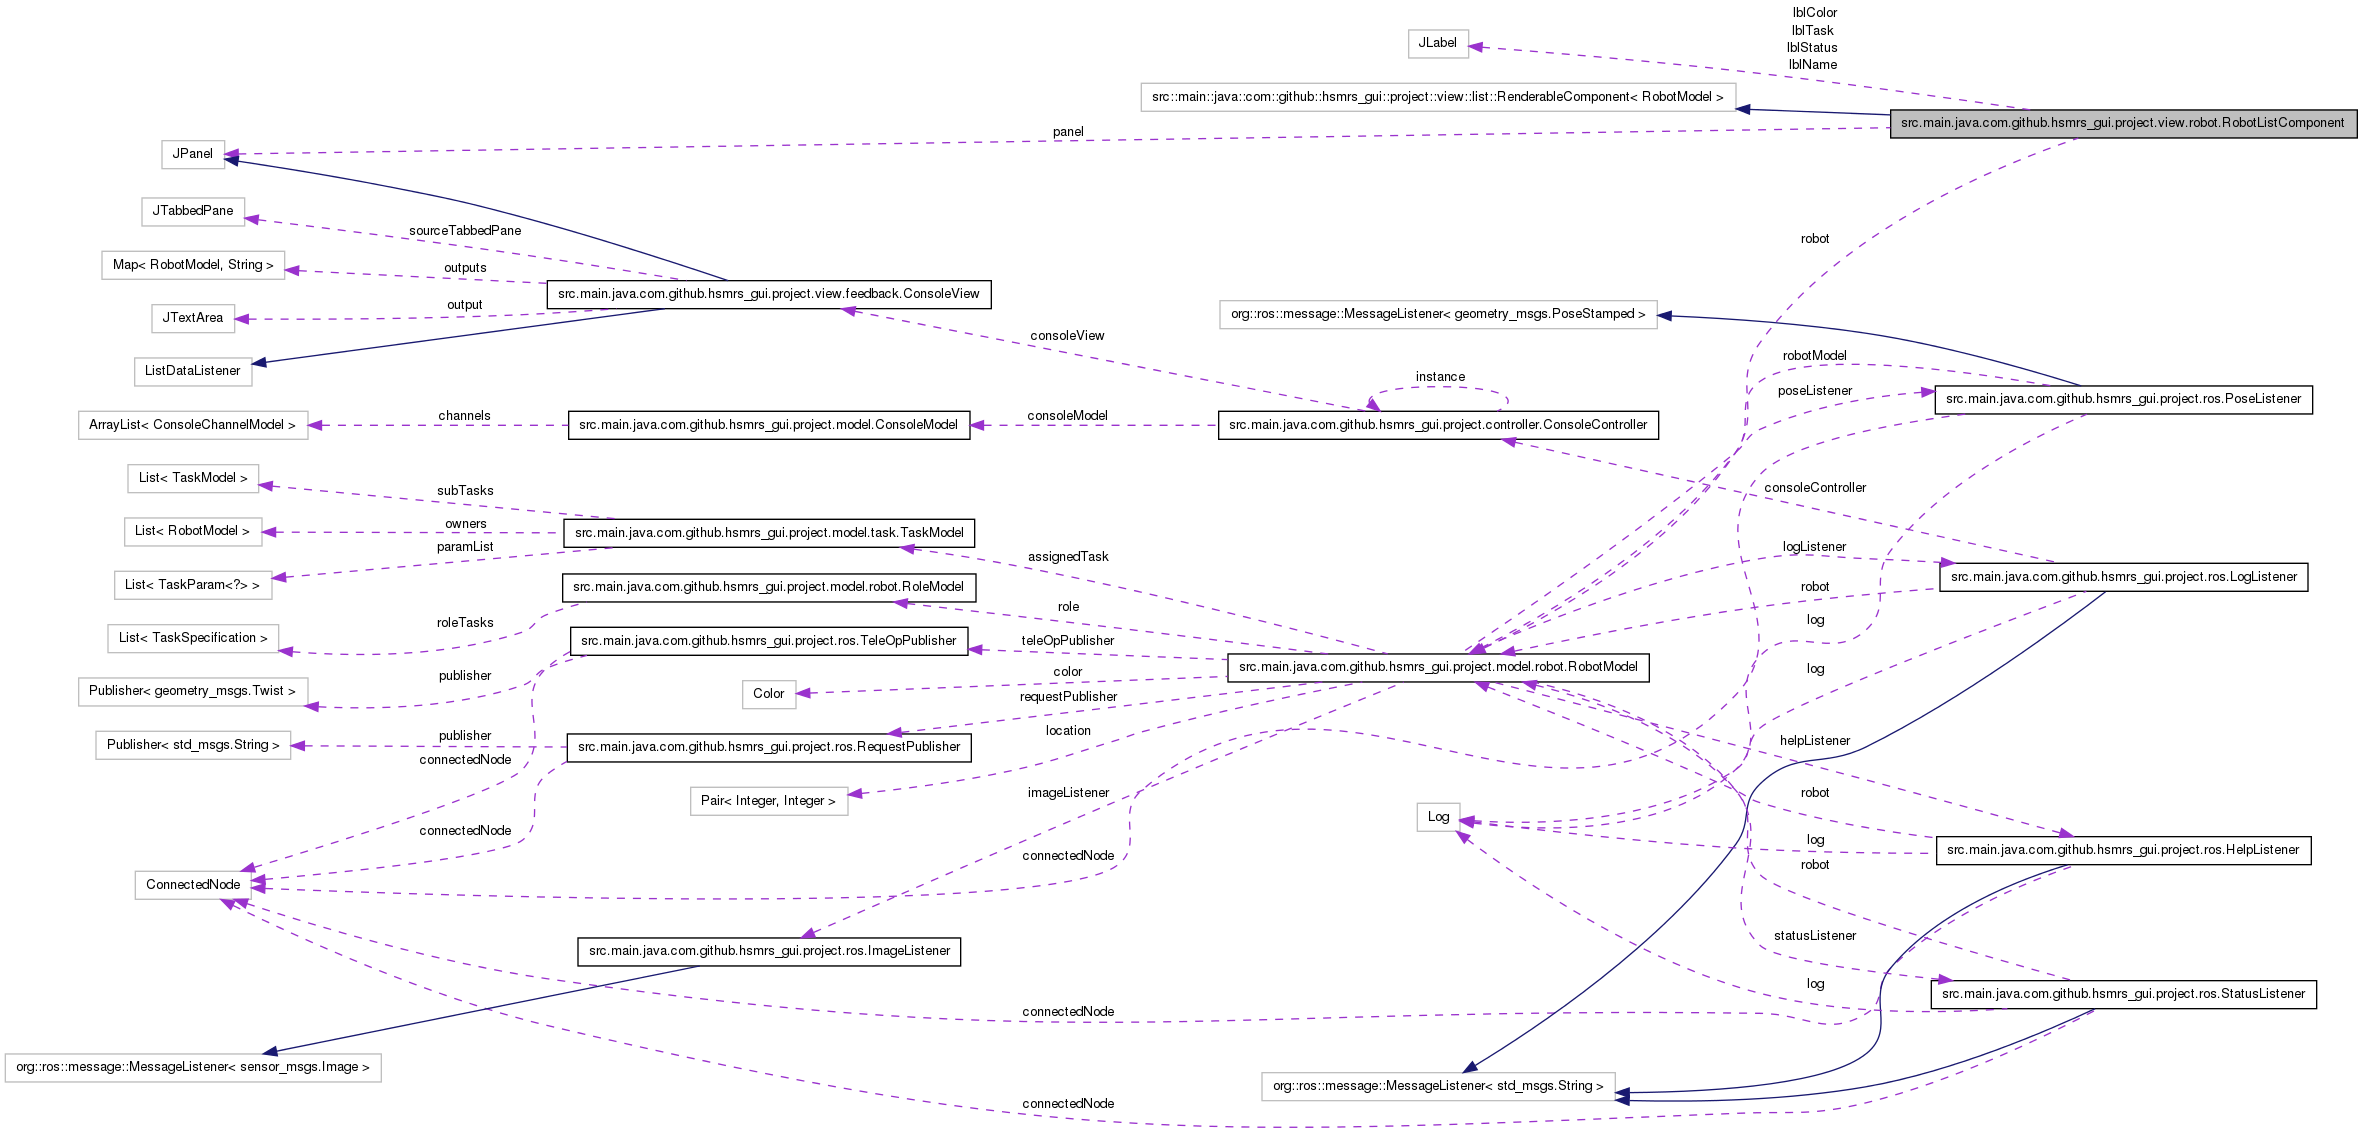 lblColor
lblTask
lblStatus
lblName
JLabel
src::main::java::com::github::hsmrs_gui::project::view::list::RenderableComponent< RobotModel >
src.main.java.com.github.hsmrs_gui.project.view.robot.RobotListComponent
panel
JPanel
JTabbedPane
sourceTabbedPane
robot
Map< RobotModel, String >
outputs
src.main.java.com.github.hsmrs_gui.project.view.feedback.ConsoleView
output
JTextArea
org::ros::message::MessageListener< geometry_msgs.PoseStamped >
consoleView
robotModel
ListDataListener
instance
poseListener
src.main.java.com.github.hsmrs_gui.project.ros.PoseListener
channels
consoleModel
ArrayList< ConsoleChannelModel >
src.main.java.com.github.hsmrs_gui.project.model.ConsoleModel
src.main.java.com.github.hsmrs_gui.project.controller.ConsoleController
List< TaskModel >
subTasks
consoleController
List< RobotModel >
owners
src.main.java.com.github.hsmrs_gui.project.model.task.TaskModel
paramList
logListener
assignedTask
List< TaskParam<?> >
src.main.java.com.github.hsmrs_gui.project.model.robot.RoleModel
src.main.java.com.github.hsmrs_gui.project.ros.LogListener
robot
role
roleTasks
log
List< TaskSpecification >
src.main.java.com.github.hsmrs_gui.project.ros.TeleOpPublisher
teleOpPublisher
src.main.java.com.github.hsmrs_gui.project.model.robot.RobotModel
log
publisher
color
Publisher< geometry_msgs.Twist >
Color
requestPublisher
location
publisher
helpListener
Publisher< std_msgs.String >
src.main.java.com.github.hsmrs_gui.project.ros.RequestPublisher
connectedNode
imageListener
robot
Pair< Integer, Integer >
Log
connectedNode
log
src.main.java.com.github.hsmrs_gui.project.ros.HelpListener
connectedNode
robot
ConnectedNode
statusListener
src.main.java.com.github.hsmrs_gui.project.ros.ImageListener
log
src.main.java.com.github.hsmrs_gui.project.ros.StatusListener
connectedNode
org::ros::message::MessageListener< sensor_msgs.Image >
org::ros::message::MessageListener< std_msgs.String >
connectedNode